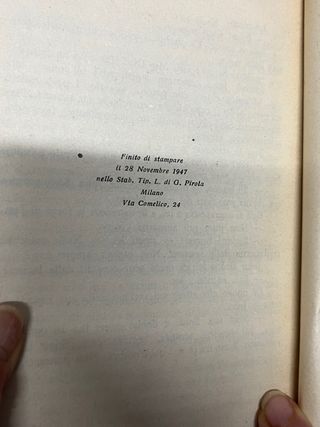 Finito di stampare
il 28 Novembre 1947
nello Stab. Tip. L. di G. Pirola
Milano
Via Comelico, 24